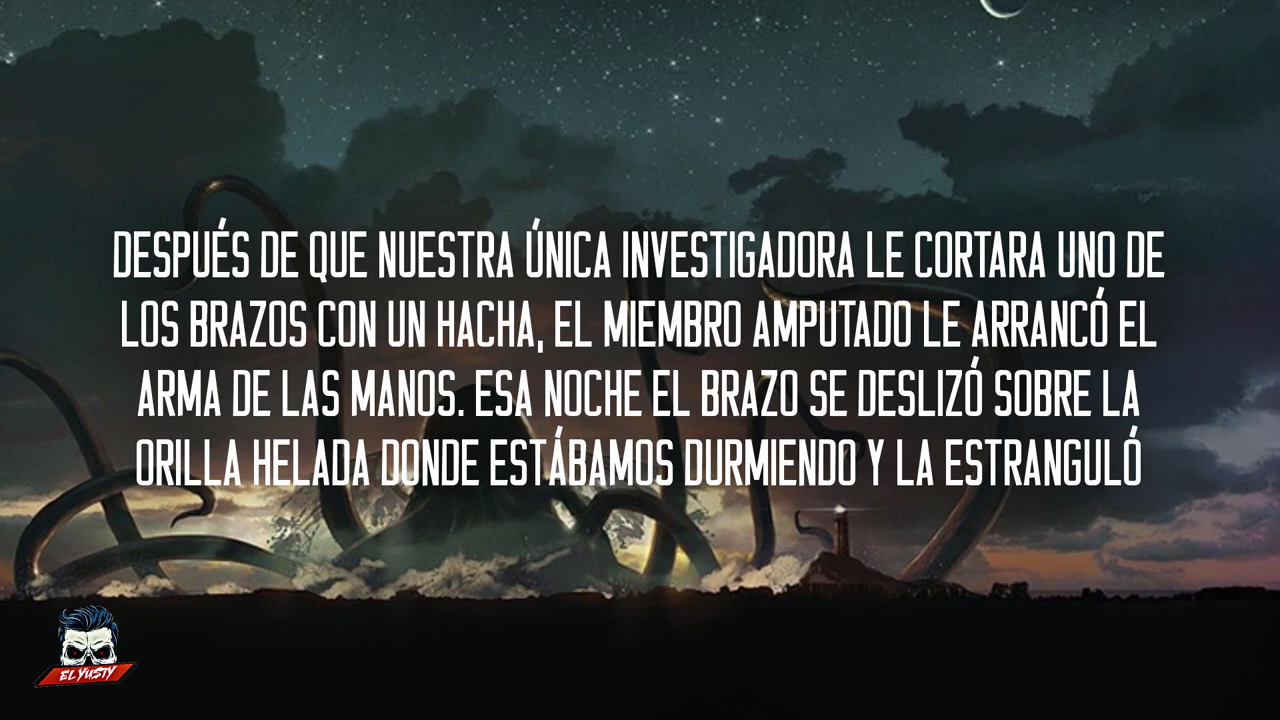 DESPUÉS DE QUE NUESTRA ÚNICA INVESTIGADORA LE CORTARA UNO DE
LOS BRAZOS CON UN HACHA, EL MIEMBRO AMPUTADO LE ARRANCÓ EL
ARMA DE LAS MANOS. ESA NOCHE EL BRAZO SE DESLIZÓ SOBRE LA
ORILLA HELADA DONDE ESTÁBAMOS DURMIENDO Y LA ESTRANGULÓ
EL YUSTY